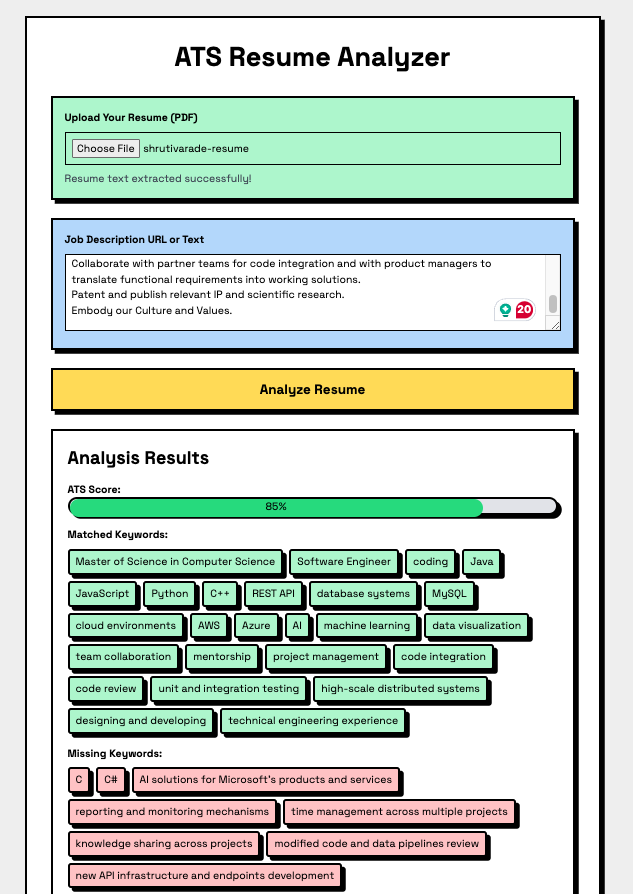 ATS Resume Analyzer
Upload Your Resume (PDF)
Choose File shrutivarade-resume
Resume text extracted successfully!
Job Description URL or Text
Collaborate with partner teams for code integration and with product managers to
translate functional requirements into working solutions.
Patent and publish relevant IP and scientific research.
Embody our Culture and Values.
20
Analyze Resume
Analysis Results
ATS Score:
85%
Matched Keywords:
Master of Science in Computer Science Software Engineer coding Java
JavaScript Python C++ REST API database systems MySQL
cloud environments AWS Azure AI machine learning data visualization
team collaboration mentorship project management code integration
code review unit and integration testing high-scale distributed systems
designing and developing technical engineering experience
Missing Keywords:
C C# AI solutions for Microsoft's products and services
reporting and monitoring mechanisms time management across multiple projects
knowledge sharing across projects modified code and data pipelines review
new API infrastructure and endpoints development